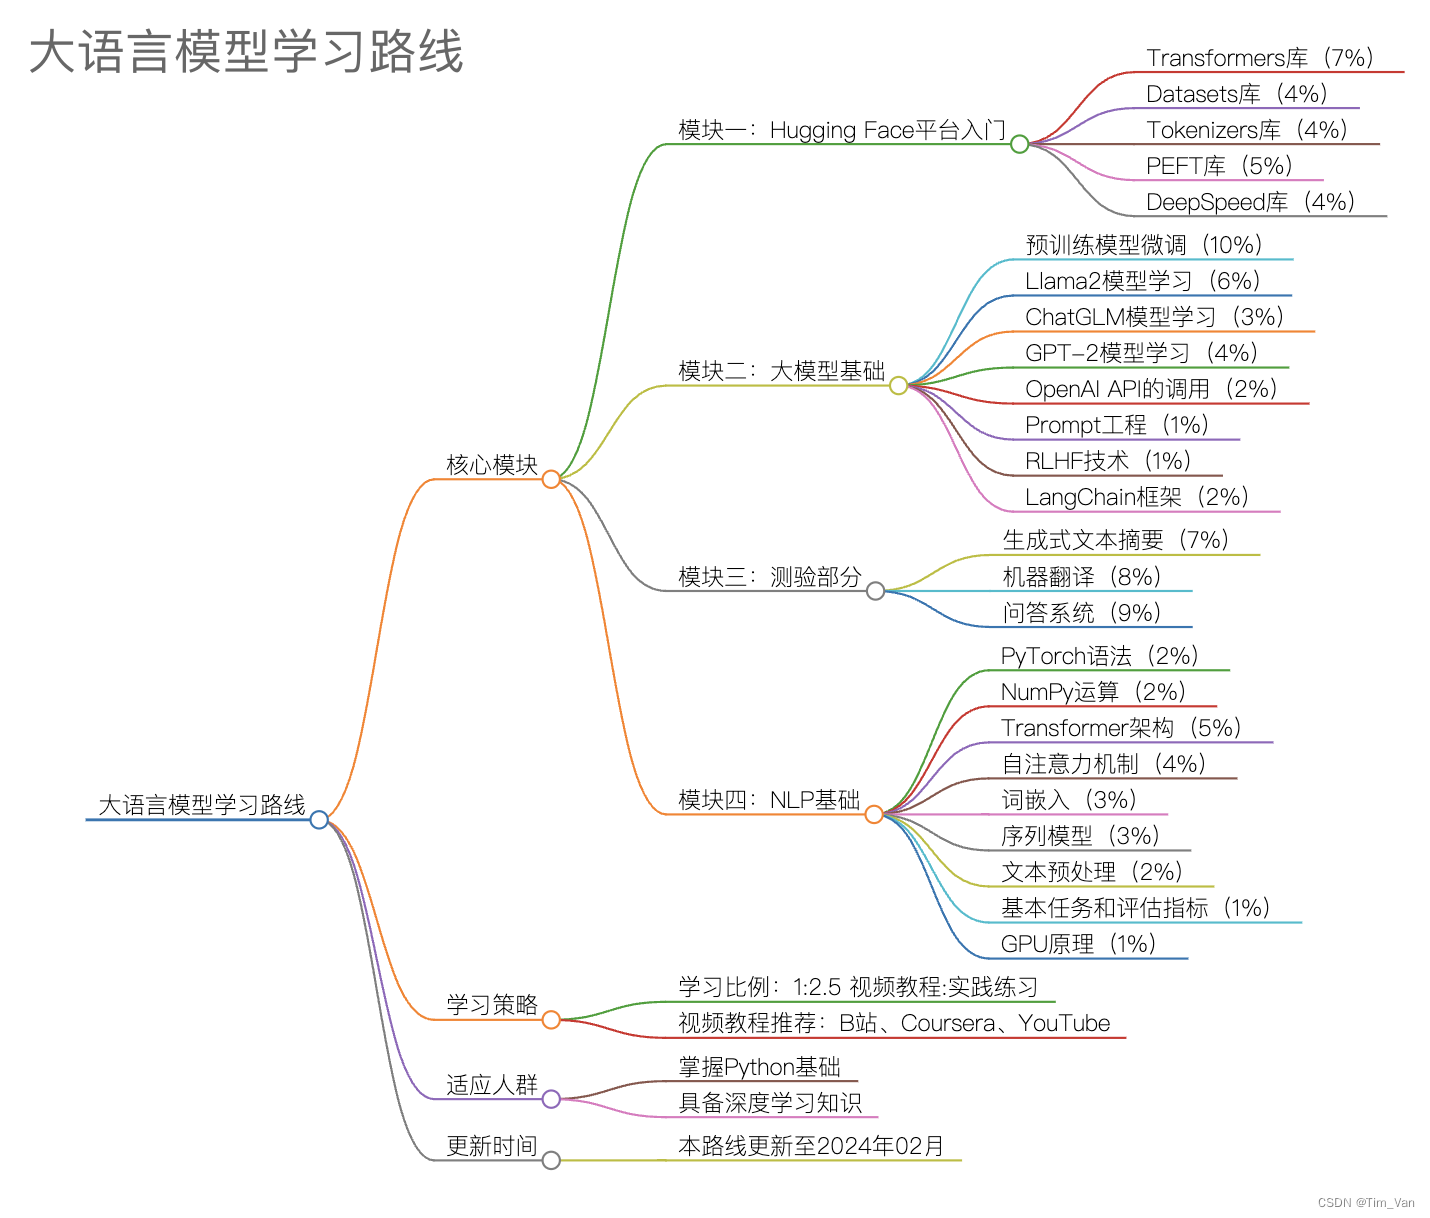 大语言模型学习路线
Transformers库（7%）
Datasets库（4%）
模块一：Hugging Face平台入门
Tokenizers库（4%）
PEFT库（5%）
DeepSpeed库（4%）
预训练模型微调（10%）
Llama2模型学习（6%）
ChatGLM模型学习（3%）
GPT-2模型学习（4%）
模块二：大模型基础
OpenAI API的调用（2%）
Prompt工程（1%）
RLHF技术（1%）
LangChain框架（2%）
核心模块
生成式文本摘要（7%）
模块三：测验部分
机器翻译（8%）
问答系统（9%）
PyTorch语法（2%）
NumPy运算（2%）
Transformer架构（5%）
自注意力机制（4%）
模块四：NLP基础
词嵌入（3%）
序列模型（3%）
文本预处理（2%）
基本任务和评估指标（1%）
GPU原理（1%）
大语言模型学习路线
学习策略
学习比例：1:2.5 视频教程:实践练习
视频教程推荐：B站、Coursera、YouTube
适应人群
掌握Python基础
具备深度学习知识
更新时间
本路线更新至2024年02月
CSDN @Tim_Van